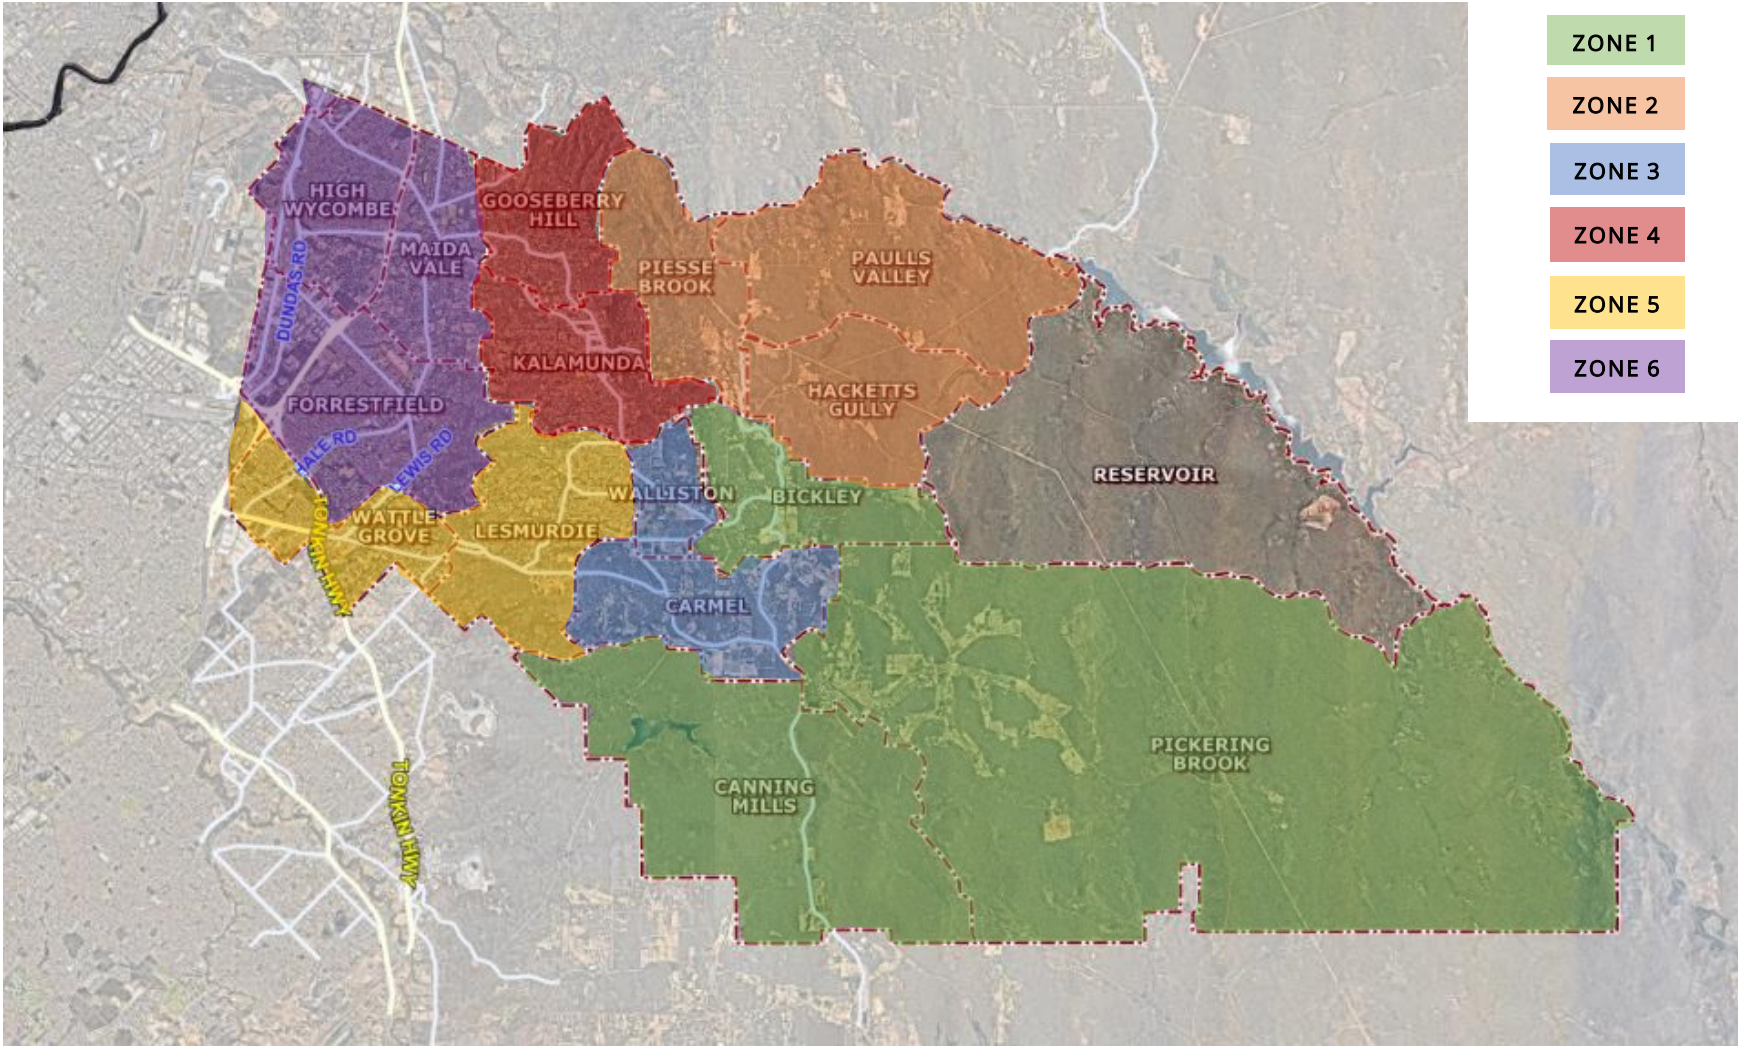 ZONE 1
ZONE 2
ZONE 3
ZONE 4
ZONE 5
ZONE 6
HIGH
WYCOMBE
GOOSEBERRY
HILL
MAIDA
VALE
DUNDAS RD
PIESSE
BROOK
PAULLS
VALLEY
KALAMUNDA
HACKETTS
GULLY
FORRESTFIELD
HALE RD
LEWIS RD
RESERVOIR
WALLISTON
BICKLEY
WATTLE
GROVE
LESMURDIE
TONKIN HWY
CARMEL
PICKERING
BROOK
CANNING
MILLS
TONKIN HWY